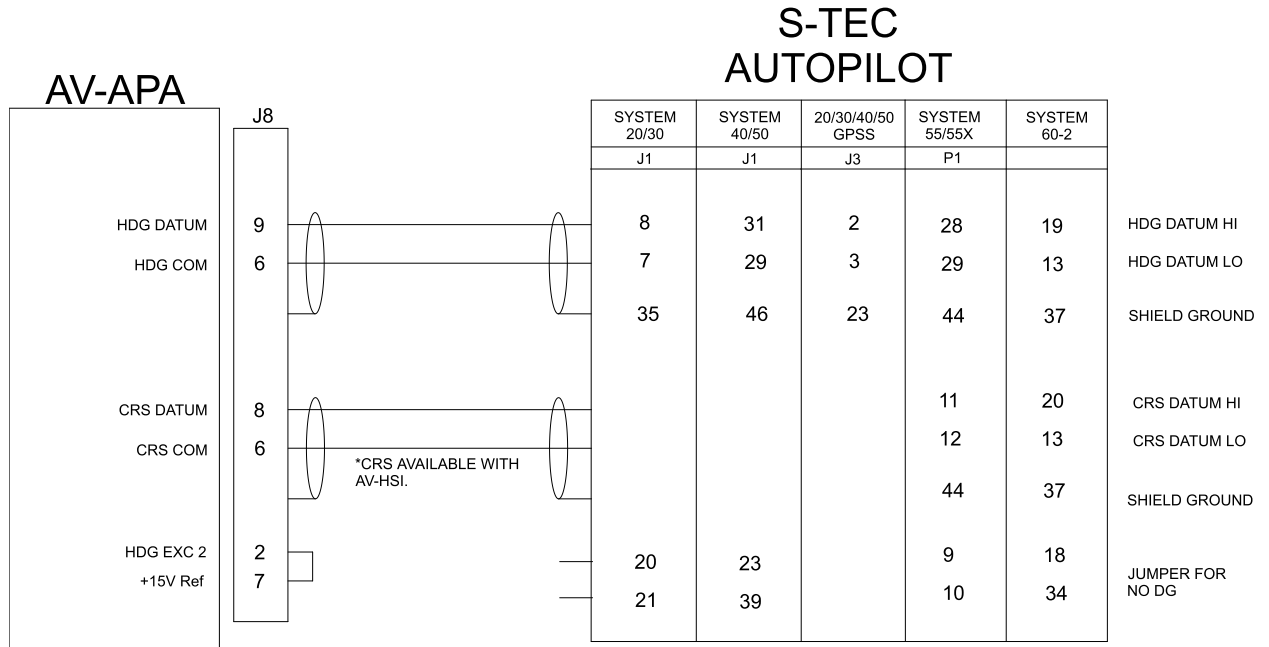 S-TEC
AUTOPILOT
AV-APA
J8
SYSTEM 20/30 SYSTEM 40/50 20/30/40/50 GPSS SYSTEM 55/55X SYSTEM 60-2
J1 J1 J3 P1
HDG DATUM 9 8 31 2 28 19 HDG DATUM HI
HDG COM 6 7 29 3 29 13 HDG DATUM LO
35 46 23 44 37 SHIELD GROUND
CRS DATUM 8 11 20 CRS DATUM HI
CRS COM 6 12 13 CRS DATUM LO
*CRS AVAILABLE WITH
AV-HSI.
44 37 SHIELD GROUND
HDG EXC 2 2 20 23 9 18
+15V Ref 7 21 39 10 34
JUMPER FOR
NO DG